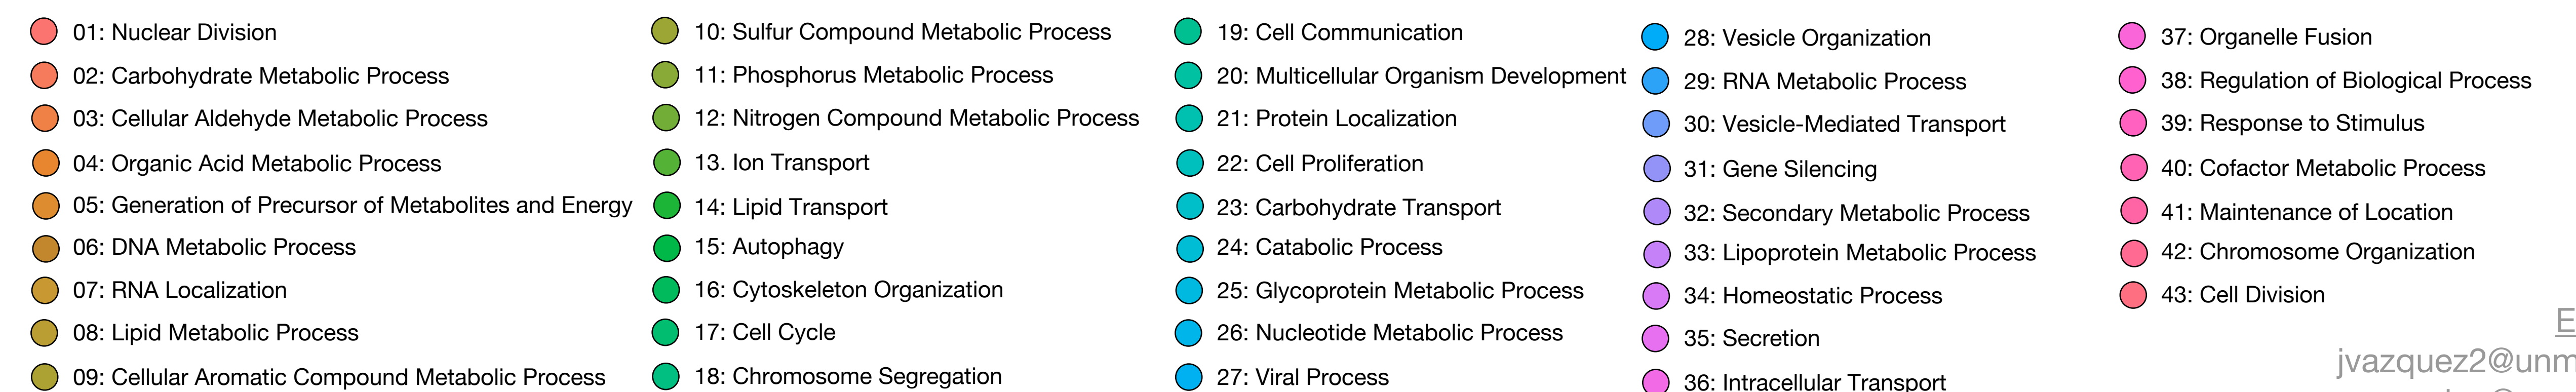 01: Nuclear Division
02: Carbohydrate Metabolic Process
03: Cellular Aldehyde Metabolic Process
04: Organic Acid Metabolic Process
05: Generation of Precursor of Metabolites and Energy
06: DNA Metabolic Process
07: RNA Localization
08: Lipid Metabolic Process
09: Cellular Aromatic Compound Metabolic Process
10: Sulfur Compound Metabolic Process
11: Phosphorus Metabolic Process
12: Nitrogen Compound Metabolic Process
13. Ion Transport
14: Lipid Transport
15: Autophagy
16: Cytoskeleton Organization
17: Cell Cycle
18: Chromosome Segregation
19: Cell Communication
20: Multicellular Organism Development
21: Protein Localization
22: Cell Proliferation
23: Carbohydrate Transport
24: Catabolic Process
25: Glycoprotein Metabolic Process
26: Nucleotide Metabolic Process
27: Viral Process
28: Vesicle Organization
29: RNA Metabolic Process
30: Vesicle-Mediated Transport
31: Gene Silencing
32: Secondary Metabolic Process
33: Lipoprotein Metabolic Process
34: Homeostatic Process
35: Secretion
36: Intracellular Transport
37: Organelle Fusion
38: Regulation of Biological Process
39: Response to Stimulus
40: Cofactor Metabolic Process
41: Maintenance of Location
42: Chromosome Organization
43: Cell Division
E
jvazquez2@unm